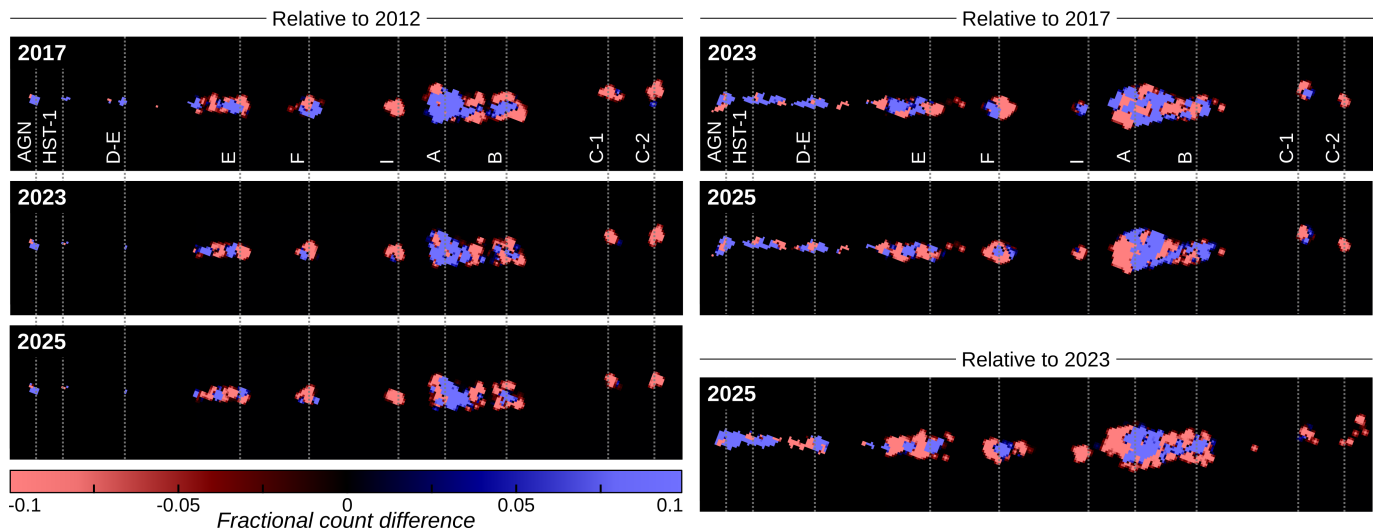 Relative to 2012
2017
AGN
HST-1
D-E
E
F
I
A
B
C-1
C-2
2023
2025
-0.1
-0.05
0
0.05
0.1
Fractional count difference
Relative to 2017
2023
AGN
HST-1
D-E
E
F
I
A
B
C-1
C-2
2025
Relative to 2023
2025